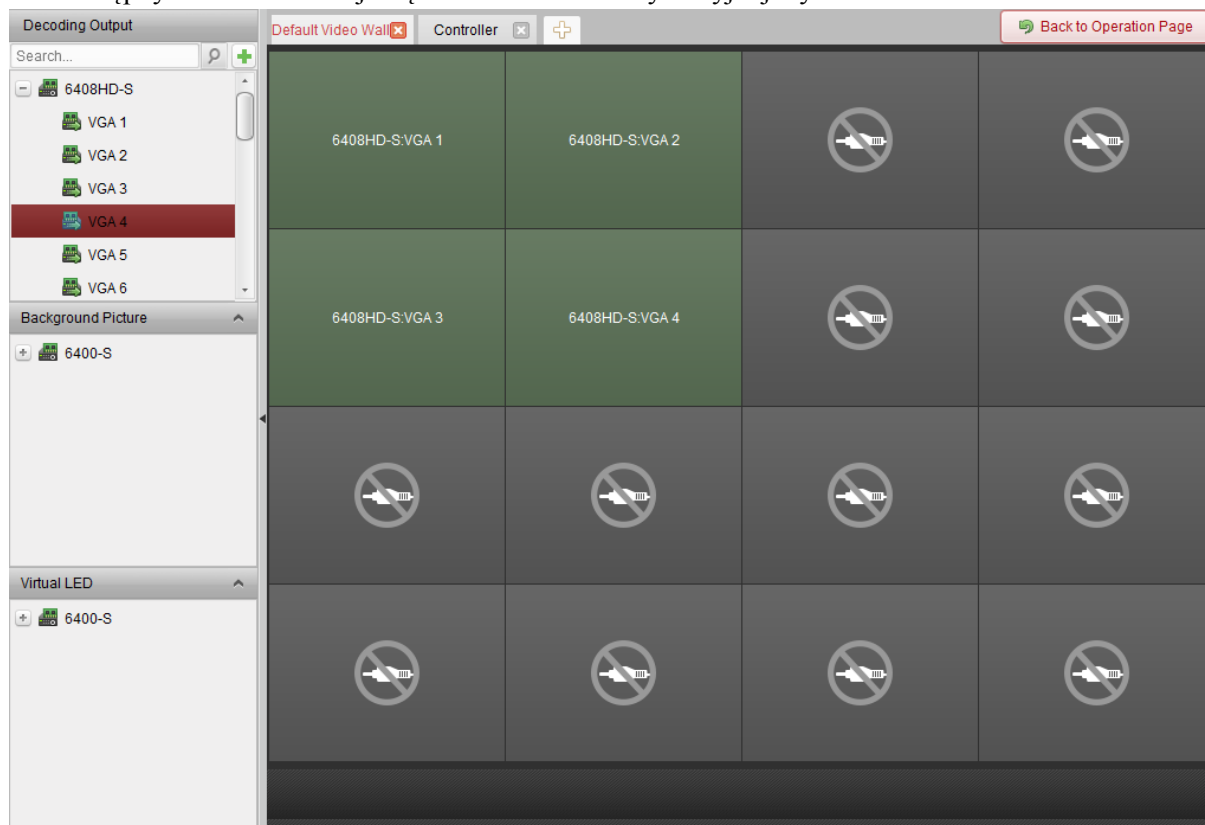 Decoding Output
Default Video Wall
Controller
Back to Operation Page
Search...
6408HD-S
VGA 1
VGA 2
VGA 3
VGA 4
VGA 5
VGA 6
Background Picture
6400-S
Virtual LED
6400-S
6408HD-S:VGA 1
6408HD-S:VGA 2
6408HD-S:VGA 3
6408HD-S:VGA 4